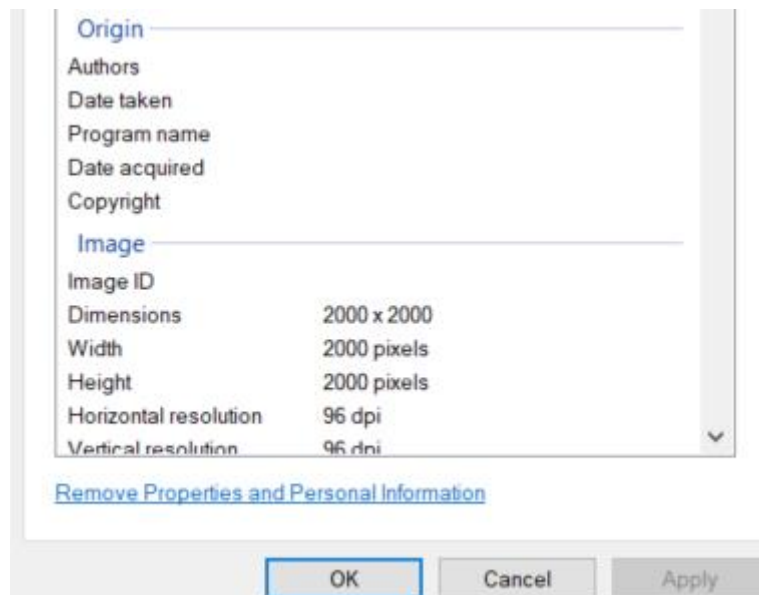 Origin
Authors
Date taken
Program name
Date acquired
Copyright
Image
Image ID
Dimensions 2000 x 2000
Width 2000 pixels
Height 2000 pixels
Horizontal resolution 96 dpi
Vertical resolution 96 dpi
Remove Properties and Personal Information
OK Cancel Apply